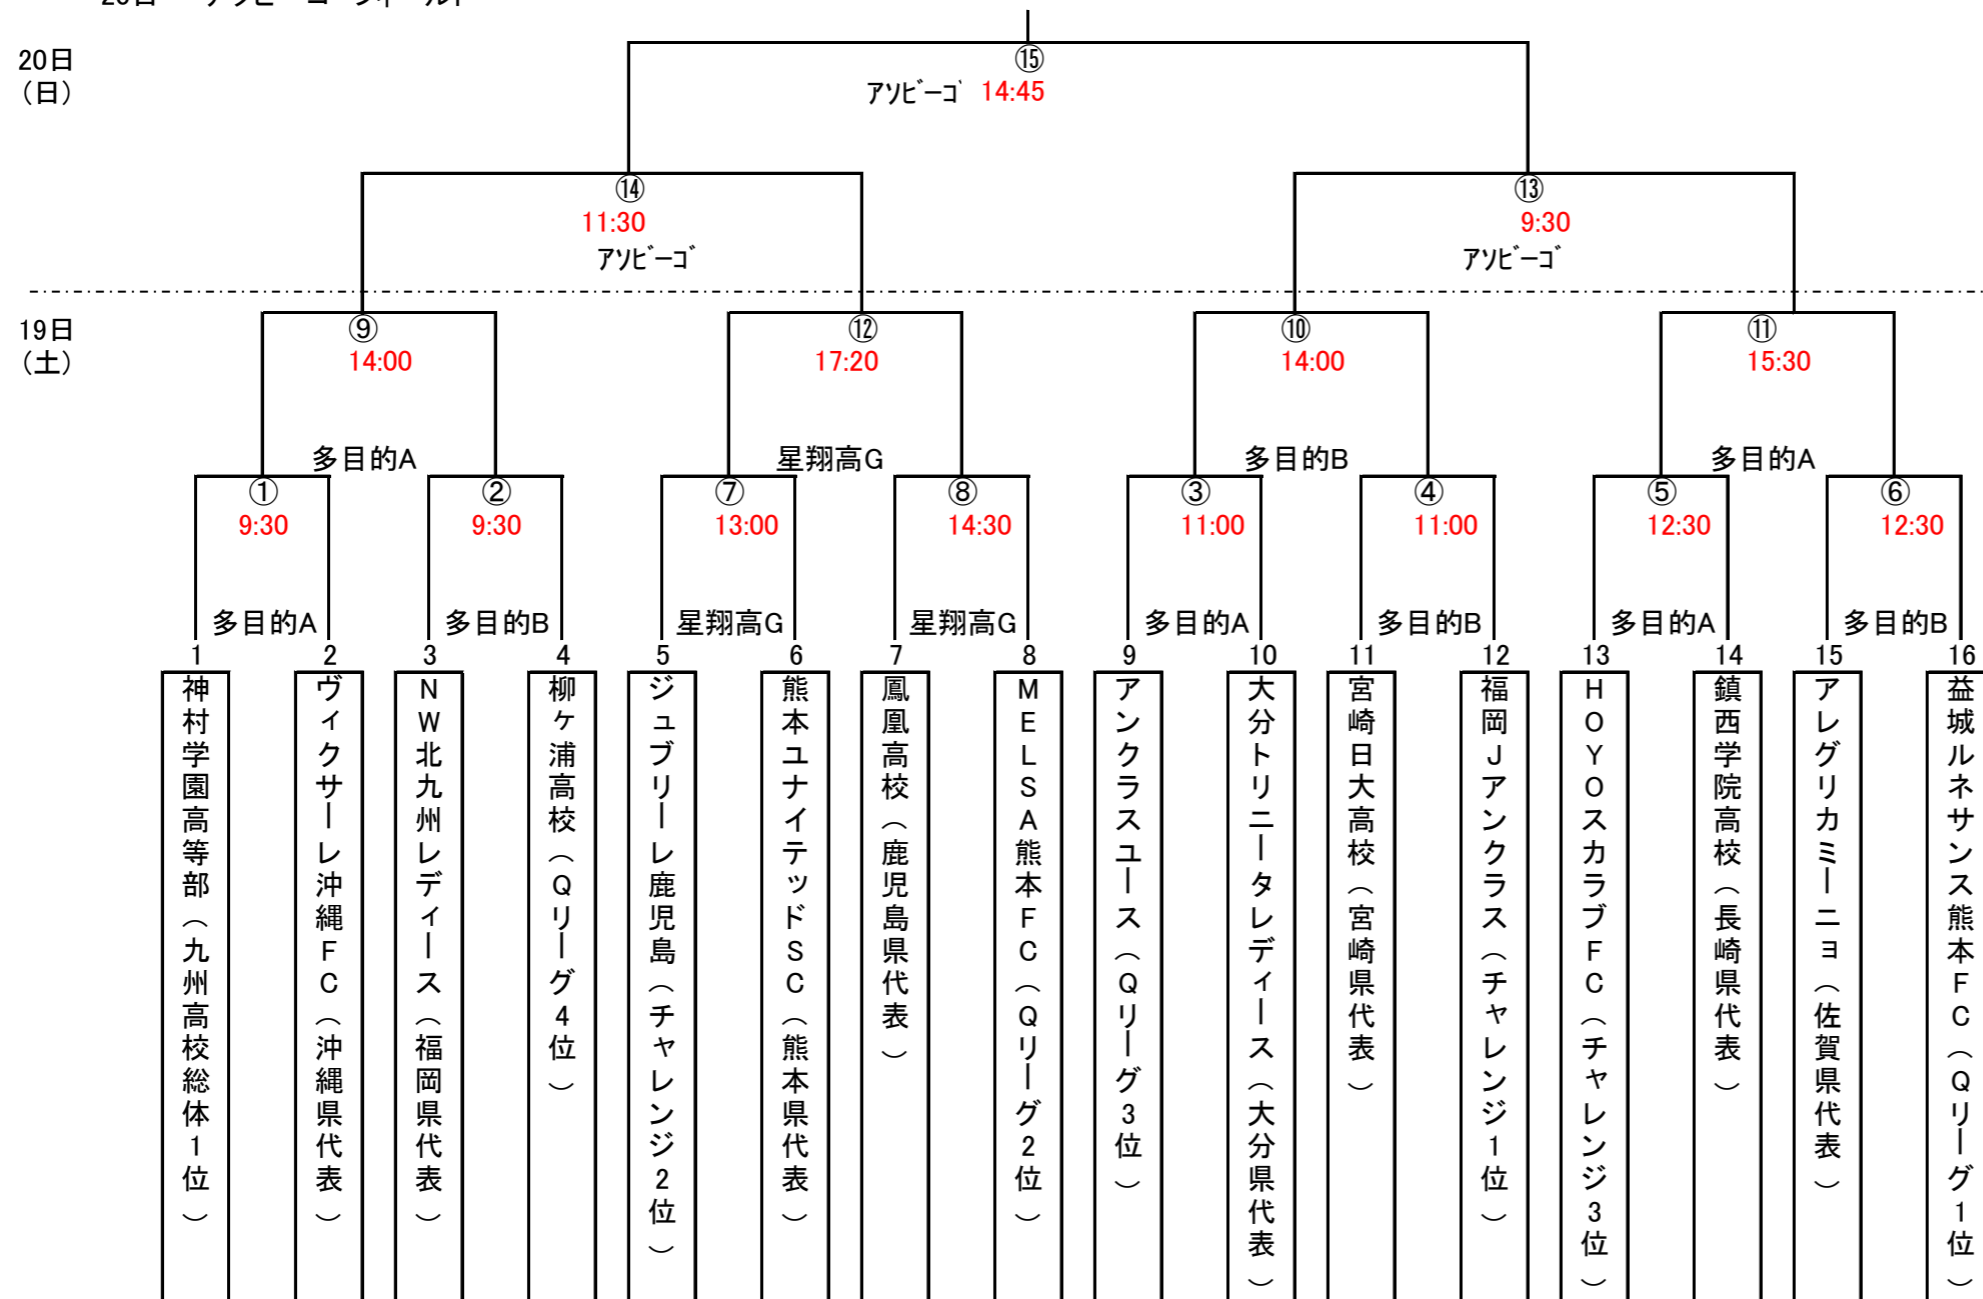 20日
（日）
⑮
アソビーゴ 14:45
⑭
11:30
アソビーゴ
⑬
9:30
アソビーゴ
19日
（土）
⑨
14:00
多目的A
⑫
17:20
星翔高G
⑩
14:00
多目的B
⑪
15:30
多目的A
①
9:30
多目的A
②
9:30
多目的B
⑦
13:00
星翔高G
⑧
14:30
星翔高G
③
11:00
多目的A
④
11:00
多目的B
⑤
12:30
多目的A
⑥
12:30
多目的B
1
神村学園高等部（九州高校総体1位）
2
ヴィクサーレ沖縄FC（沖縄県代表）
3
NW北九州レディース（福岡県代表）
4
柳ヶ浦高校（Qリーグ4位）
5
ジュブリーレ鹿児島（チャレンジ2位）
6
熊本ユナイテッドSC（熊本県代表）
7
鳳凰高校（鹿児島県代表）
8
MELSA熊本FC（Qリーグ2位）
9
アンクラスユース（Qリーグ3位）
10
大分トリニータレディース（大分県代表）
11
宮崎日大高校（宮崎県代表）
12
福岡Jアンクラス（チャレンジ1位）
13
HOYOスカラブFC（チャレンジ3位）
14
鎮西学院高校（長崎県代表）
15
アレグリカミーニョ（佐賀県代表）
16
益城ルネサンス熊本FC（Qリーグ1位）